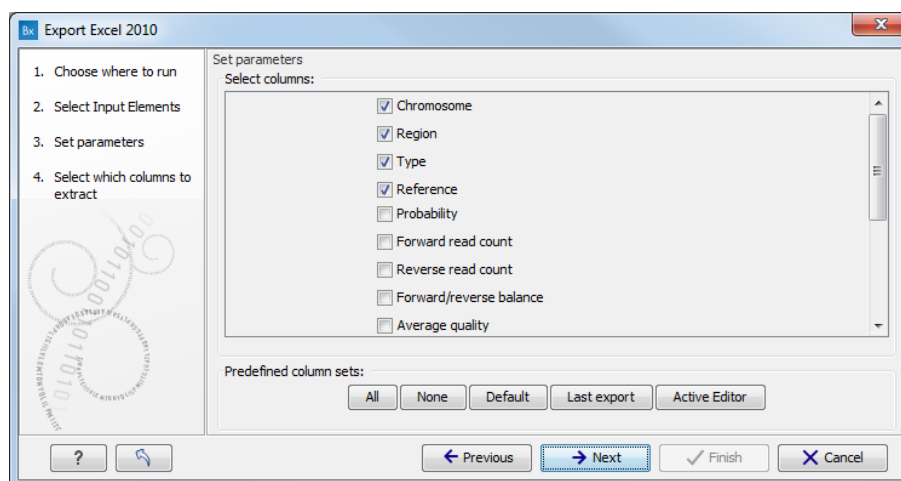 Bx Export Excel 2010
X
1. Choose where to run
2. Select Input Elements
3. Set parameters
4. Select which columns to
extract
Set parameters
Select columns:
Chromosome
Region
Type
Reference
Probability
Forward read count
Reverse read count
Forward/reverse balance
Average quality
Predefined column sets:
All None Default Last export Active Editor
? Previous Next Finish Cancel